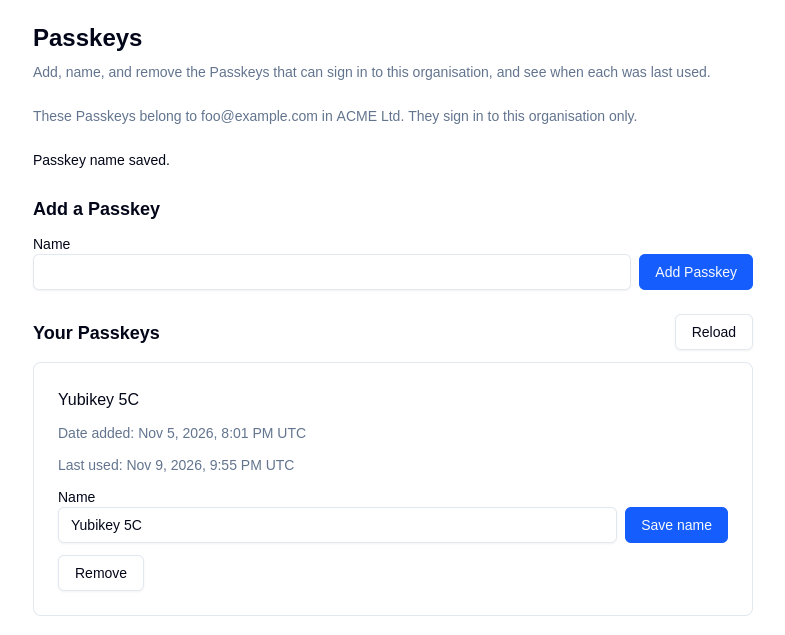 Passkeys
Add, name, and remove the Passkeys that can sign in to this organisation, and see when each was last used.
These Passkeys belong to foo@example.com in ACME Ltd. They sign in to this organisation only.
Passkey name saved.
Add a Passkey
Name
Add Passkey
Your Passkeys
Reload
Yubikey 5C
Date added: Nov 5, 2026, 8:01 PM UTC
Last used: Nov 9, 2026, 9:55 PM UTC
Name
Yubikey 5C
Save name
Remove